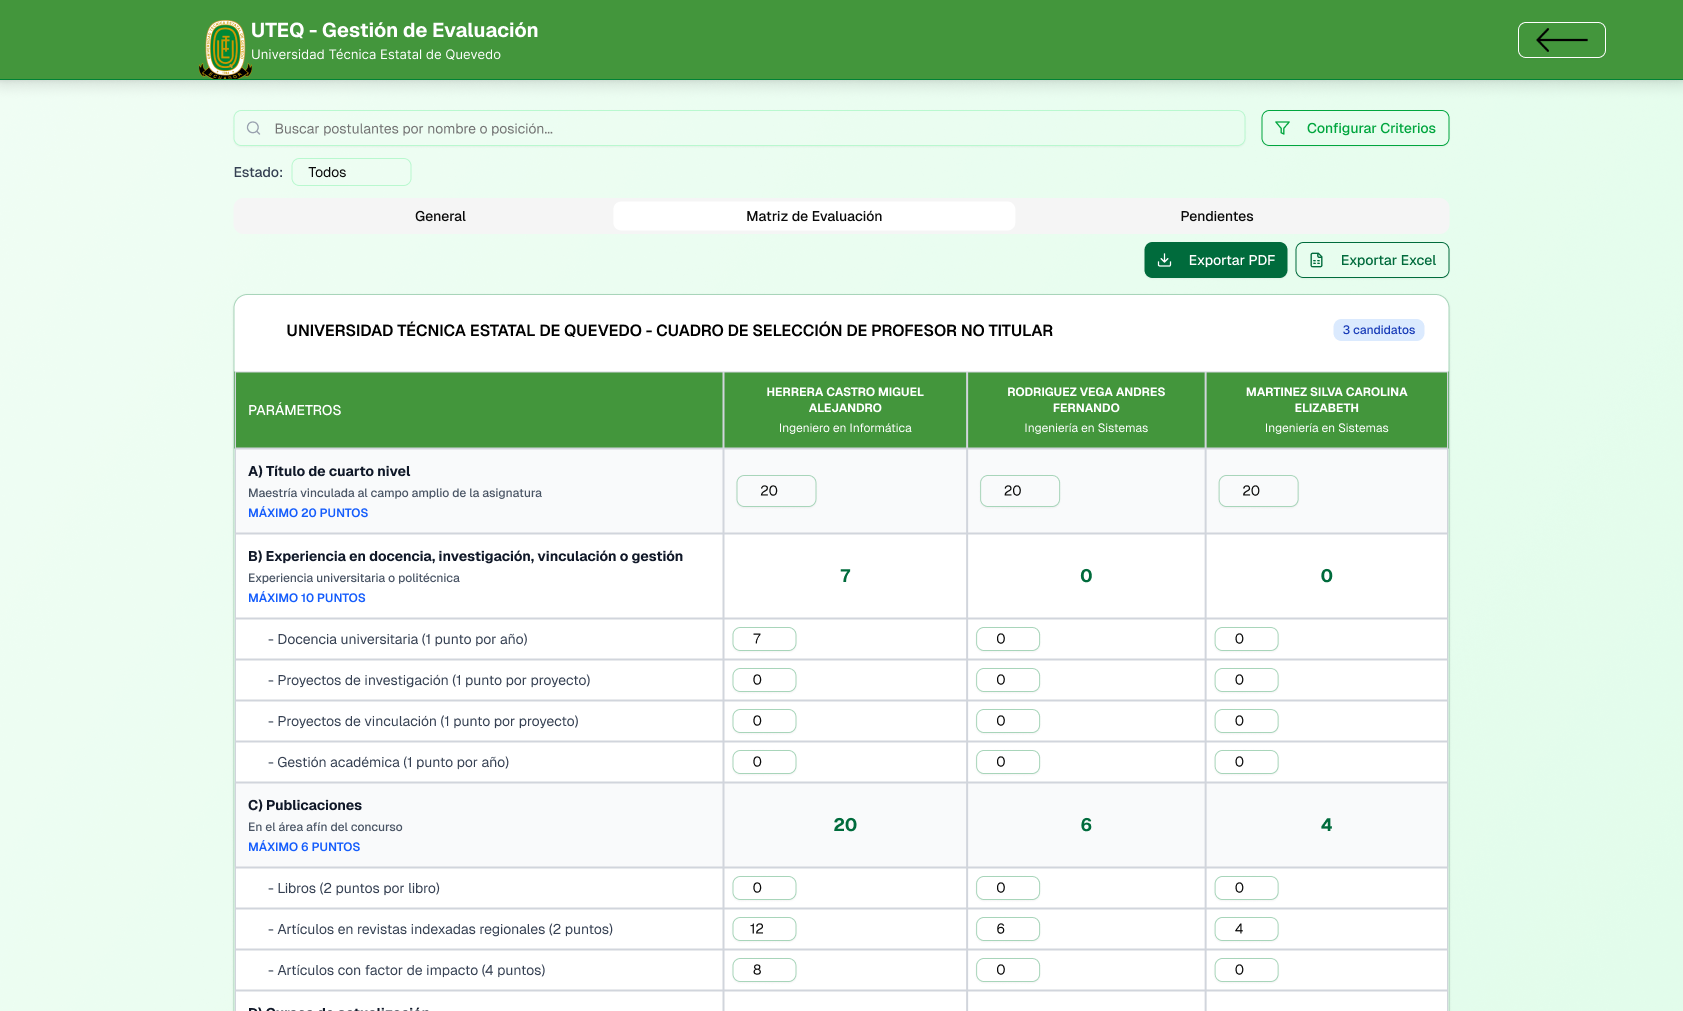 UTEQ - Gestión de Evaluación
Universidad Técnica Estatal de Quevedo
Buscar postulantes por nombre o posición...
Configurar Criterios
Estado: Todos
General Matriz de Evaluación Pendientes
Exportar PDF Exportar Excel
UNIVERSIDAD TÉCNICA ESTATAL DE QUEVEDO - CUADRO DE SELECCIÓN DE PROFESOR NO TITULAR
3 candidatos
PARÁMETROS
HERRERA CASTRO MIGUEL
ALEJANDRO
Ingeniero en Informática
RODRIGUEZ VEGA ANDRES
FERNANDO
Ingeniería en Sistemas
MARTINEZ SILVA CAROLINA
ELIZABETH
Ingeniería en Sistemas
A) Título de cuarto nivel
Maestría vinculada al campo amplio de la asignatura
MÁXIMO 20 PUNTOS
20 20 20
B) Experiencia en docencia, investigación, vinculación o gestión
Experiencia universitaria o politécnica
MÁXIMO 10 PUNTOS
7 0 0
- Docencia universitaria (1 punto por año) 7 0 0
- Proyectos de investigación (1 punto por proyecto) 0 0 0
- Proyectos de vinculación (1 punto por proyecto) 0 0 0
- Gestión académica (1 punto por año) 0 0 0
C) Publicaciones
En el área afín del concurso
MÁXIMO 6 PUNTOS
20 6 4
- Libros (2 puntos por libro) 0 0 0
- Artículos en revistas indexadas regionales (2 puntos) 12 6 4
- Artículos con factor de impacto (4 puntos) 8 0 0
D) Cursos de actualización